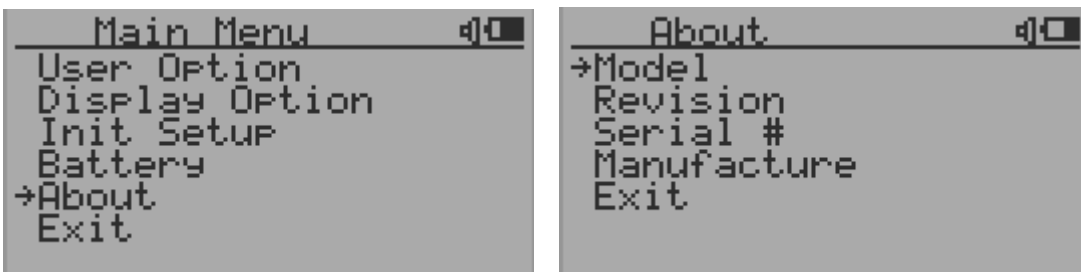 Main Menu
User Option
Display Option
Init Setup
Battery
→About
Exit
About
→Model
Revision
Serial #
Manufacture
Exit